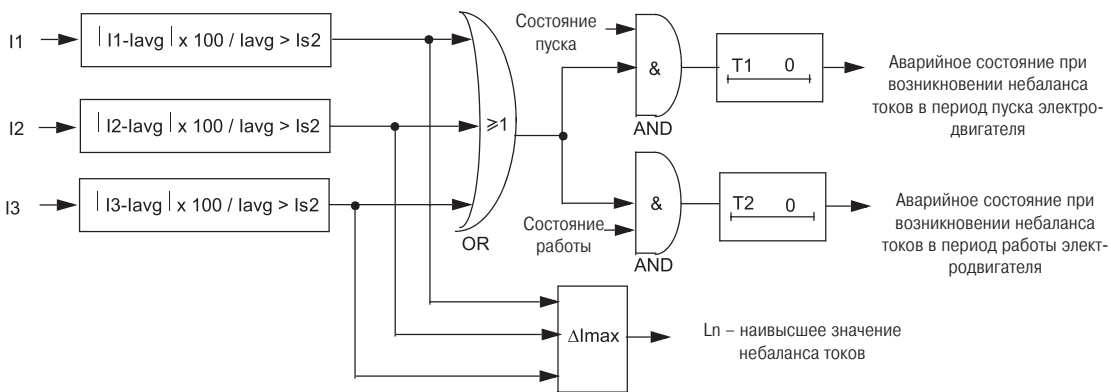 I1
| I1-Iavg | x 100 / Iavg > Is2
I2
| I2-Iavg | x 100 / Iavg > Is2
I3
| I3-Iavg | x 100 / Iavg > Is2
⩾1
OR
Состояние
пуска
&
AND
T1 0
Аварийное состояние при
возникновении небаланса
токов в период пуска электро-
двигателя
Состояние
работы
&
AND
T2 0
Аварийное состояние при
возникновении небаланса
токов в период работы элект-
родвигателя
ΔImax
Ln – наивысшее значение
небаланса токов